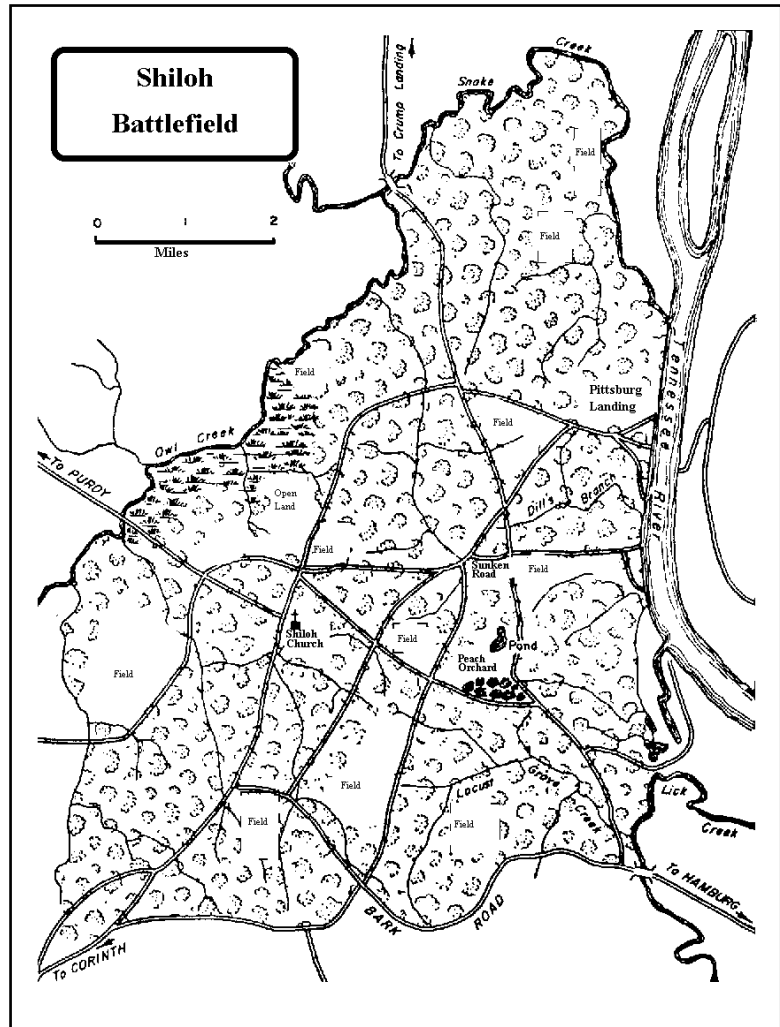 Shiloh
Battlefield
To Crump Landing
Snake
Creek
Field
0 1 2
Miles
Field
Tennessee River
Field
Pittsburg
Landing
Owl Creek
Field
To PURDY
Dill's Branch
Open
Land
Field
Sunken
Road
Field
Shiloh
Church
Field
Pond
Field
Peach
Orchard
Locust Grove Creek
Field
Lick
Creek
Field
Field
To HAMBURG
BARK ROAD
To CORINTH